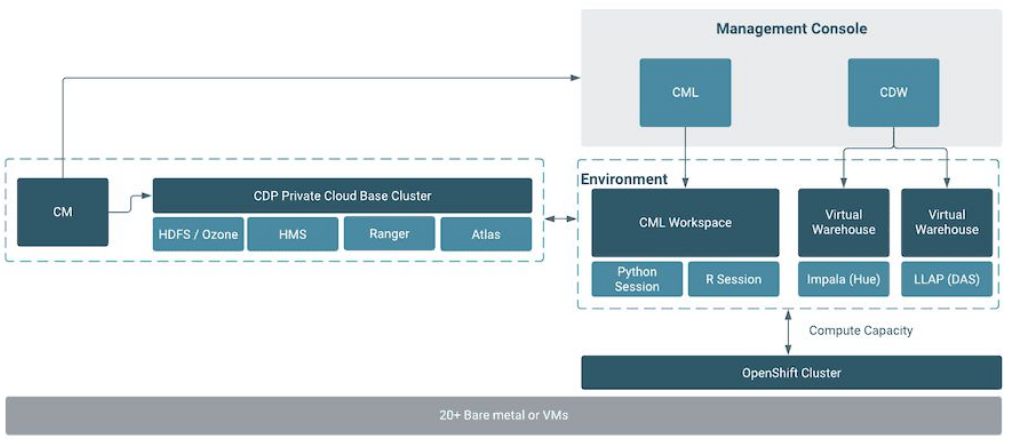 Management Console
CML
CDW
CM
CDP Private Cloud Base Cluster
HDFS / Ozone
HMS
Ranger
Atlas
Environment
CML Workspace
Virtual
Warehouse
Virtual
Warehouse
Python
Session
R Session
Impala (Hue)
LLAP (DAS)
Compute Capacity
OpenShift Cluster
20+ Bare metal or VMs